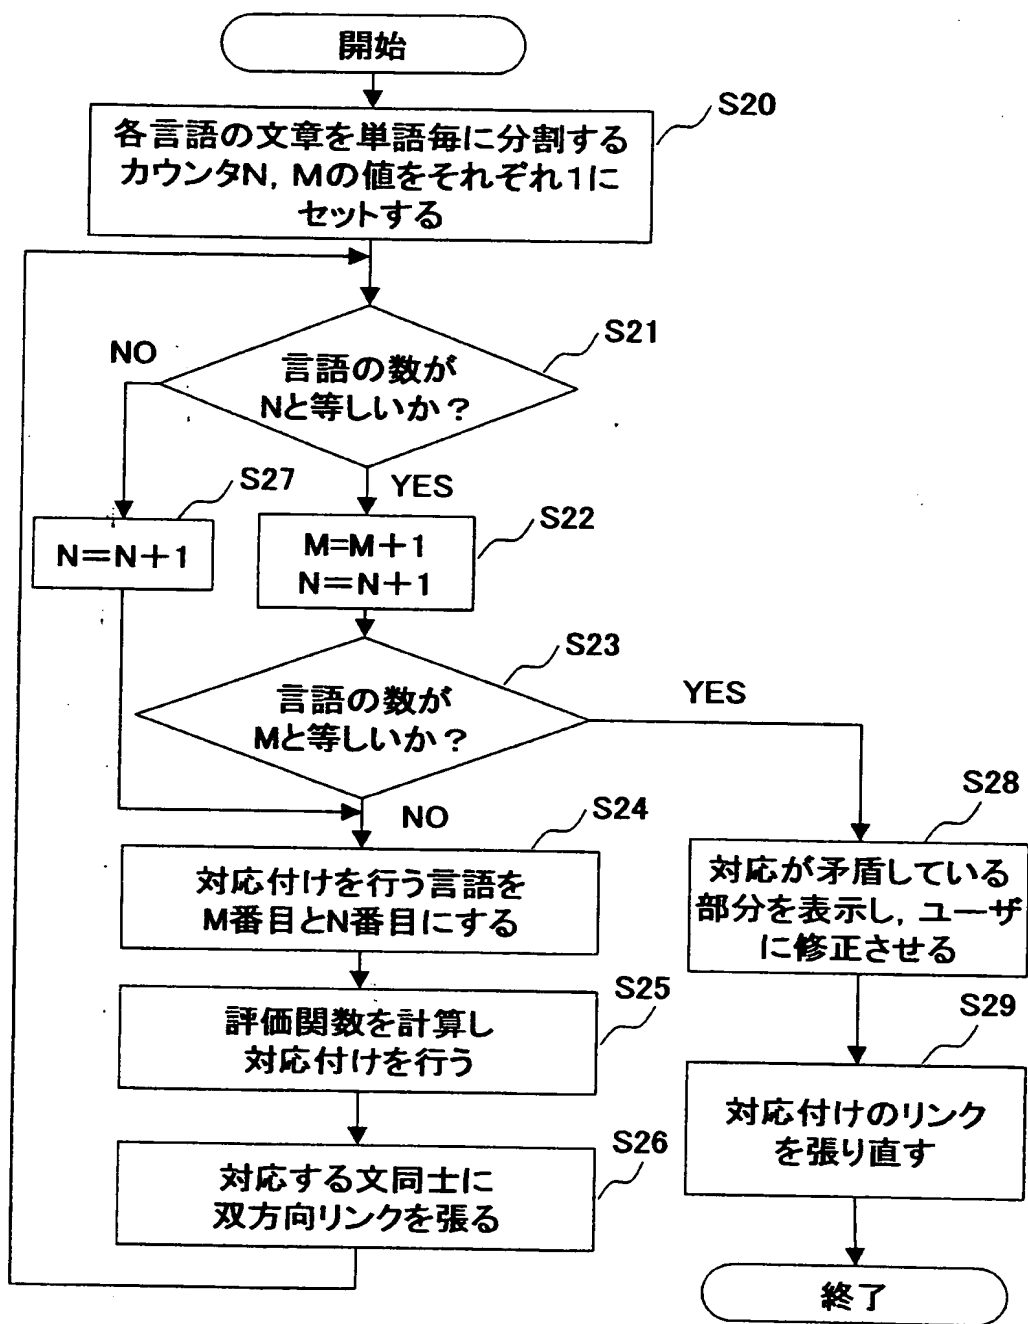 開始
S20
各言語の文章を単語毎に分割する
カウンタN, Mの値をそれぞれ1に
セットする
S21
NO
言語の数が
Nと等しいか?
YES
S27
N=N+1
S22
M=M+1
N=N+1
S23
言語の数が
Mと等しいか?
YES
NO
S24
対応付けを行う言語を
M番目とN番目にする
S28
対応が矛盾している
部分を表示し, ユーザ
に修正させる
S25
評価関数を計算し
対応付けを行う
S29
対応付けのリンク
を張り直す
S26
対応する文同士に
双方向リンクを張る
終了